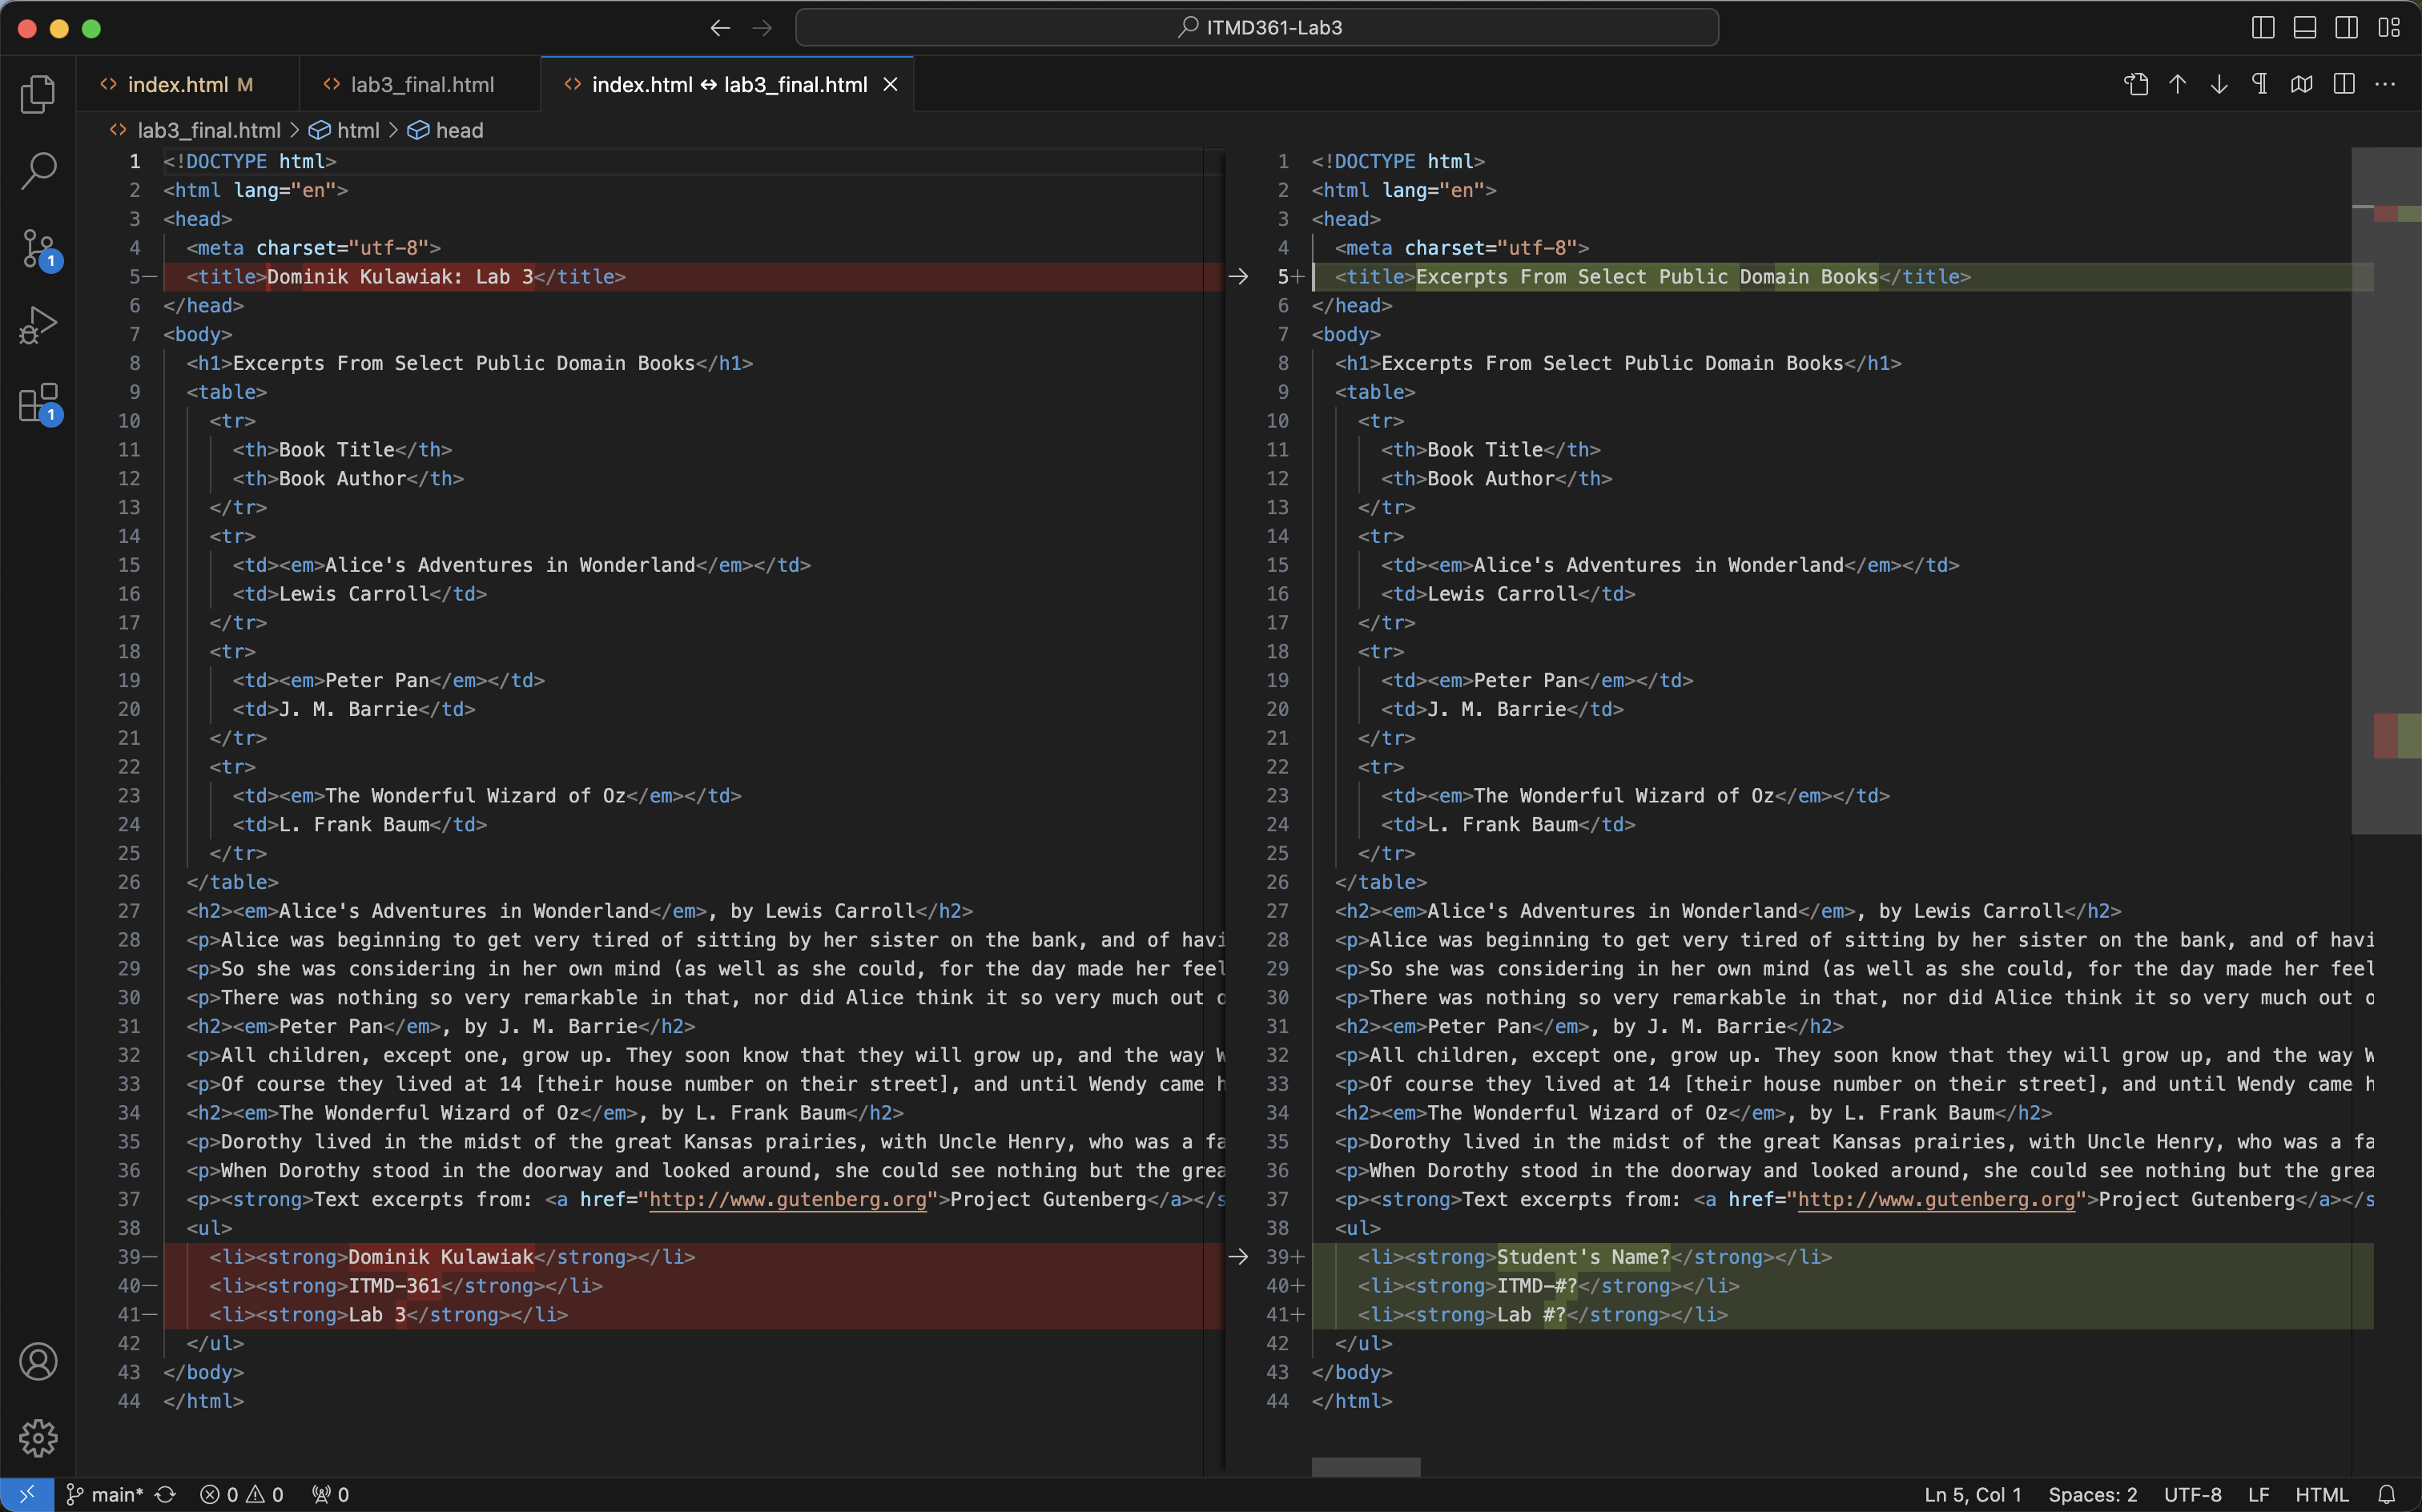 ITMD361-Lab3
index.html M
lab3_final.html
index.html ↔ lab3_final.html
lab3_final.html > html > head
1 <!DOCTYPE html>
2 <html lang="en">
3 <head>
4 <meta charset="utf-8">
5— <title>Dominik Kulawiak: Lab 3</title>
6 </head>
7 <body>
8 <h1>Excerpts From Select Public Domain Books</h1>
9 <table>
10 <tr>
11 <th>Book Title</th>
12 <th>Book Author</th>
13 </tr>
14 <tr>
15 <td><em>Alice's Adventures in Wonderland</em></td>
16 <td>Lewis Carroll</td>
17 </tr>
18 <tr>
19 <td><em>Peter Pan</em></td>
20 <td>J. M. Barrie</td>
21 </tr>
22 <tr>
23 <td><em>The Wonderful Wizard of Oz</em></td>
24 <td>L. Frank Baum</td>
25 </tr>
26 </table>
27 <h2><em>Alice's Adventures in Wonderland</em>, by Lewis Carroll</h2>
28 <p>Alice was beginning to get very tired of sitting by her sister on the bank, and of havi
29 <p>So she was considering in her own mind (as well as she could, for the day made her feel
30 <p>There was nothing so very remarkable in that, nor did Alice think it so very much out o
31 <h2><em>Peter Pan</em>, by J. M. Barrie</h2>
32 <p>All children, except one, grow up. They soon know that they will grow up, and the way W
33 <p>Of course they lived at 14 [their house number on their street], and until Wendy came h
34 <h2><em>The Wonderful Wizard of Oz</em>, by L. Frank Baum</h2>
35 <p>Dorothy lived in the midst of the great Kansas prairies, with Uncle Henry, who was a fa
36 <p>When Dorothy stood in the doorway and looked around, she could see nothing but the grea
37 <p><strong>Text excerpts from: <a href="http://www.gutenberg.org">Project Gutenberg</a></s
38 <ul>
39— <li><strong>Dominik Kulawiak</strong></li>
40— <li><strong>ITMD-361</strong></li>
41— <li><strong>Lab 3</strong></li>
42 </ul>
43 </body>
44 </html>
1 <!DOCTYPE html>
2 <html lang="en">
3 <head>
4 <meta charset="utf-8">
5+ <title>Excerpts From Select Public Domain Books</title>
6 </head>
7 <body>
8 <h1>Excerpts From Select Public Domain Books</h1>
9 <table>
10 <tr>
11 <th>Book Title</th>
12 <th>Book Author</th>
13 </tr>
14 <tr>
15 <td><em>Alice's Adventures in Wonderland</em></td>
16 <td>Lewis Carroll</td>
17 </tr>
18 <tr>
19 <td><em>Peter Pan</em></td>
20 <td>J. M. Barrie</td>
21 </tr>
22 <tr>
23 <td><em>The Wonderful Wizard of Oz</em></td>
24 <td>L. Frank Baum</td>
25 </tr>
26 </table>
27 <h2><em>Alice's Adventures in Wonderland</em>, by Lewis Carroll</h2>
28 <p>Alice was beginning to get very tired of sitting by her sister on the bank, and of havi
29 <p>So she was considering in her own mind (as well as she could, for the day made her feel
30 <p>There was nothing so very remarkable in that, nor did Alice think it so very much out o
31 <h2><em>Peter Pan</em>, by J. M. Barrie</h2>
32 <p>All children, except one, grow up. They soon know that they will grow up, and the way W
33 <p>Of course they lived at 14 [their house number on their street], and until Wendy came h
34 <h2><em>The Wonderful Wizard of Oz</em>, by L. Frank Baum</h2>
35 <p>Dorothy lived in the midst of the great Kansas prairies, with Uncle Henry, who was a fa
36 <p>When Dorothy stood in the doorway and looked around, she could see nothing but the grea
37 <p><strong>Text excerpts from: <a href="http://www.gutenberg.org">Project Gutenberg</a></s
38 <ul>
39+ <li><strong>Student's Name?</strong></li>
40+ <li><strong>ITMD-#?</strong></li>
41+ <li><strong>Lab #?</strong></li>
42 </ul>
43 </body>
44 </html>
1
1
main* 0 0 0 Ln 5, Col 1 Spaces: 2 UTF-8 LF HTML